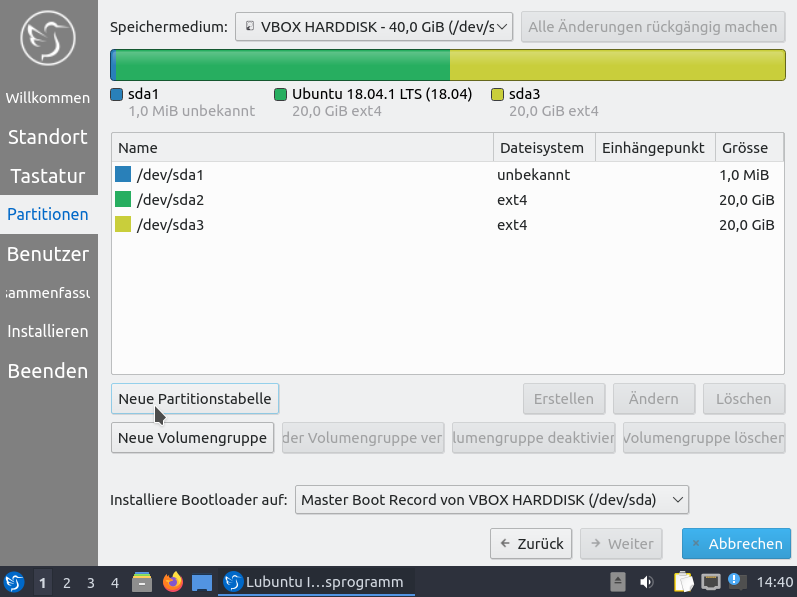 Speichermedium: VBOX HARDDISK - 40,0 GiB (/dev/s Alle Änderungen rückgängig machen
sda1 Ubuntu 18.04.1 LTS (18.04) sda3
1,0 MiB unbekannt 20,0 GiB ext4 20,0 GiB ext4
Willkommen
Standort
Tastatur
Partitionen
Benutzer
sammenfassu
Installieren
Beenden
Name Dateisystem Einhängepunkt Grösse
/dev/sda1 unbekannt 1,0 MiB
/dev/sda2 ext4 20,0 GiB
/dev/sda3 ext4 20,0 GiB
Neue Partitionstabelle Erstellen Ändern Löschen
Neue Volumengruppe der Volumengruppe ver lumengruppe deaktivier Volumengruppe löschen
Installiere Bootloader auf: Master Boot Record von VBOX HARDDISK (/dev/sda)
Zurück Weiter Abbrechen
1 2 3 4 Lubuntu I...sprogramm 14:40